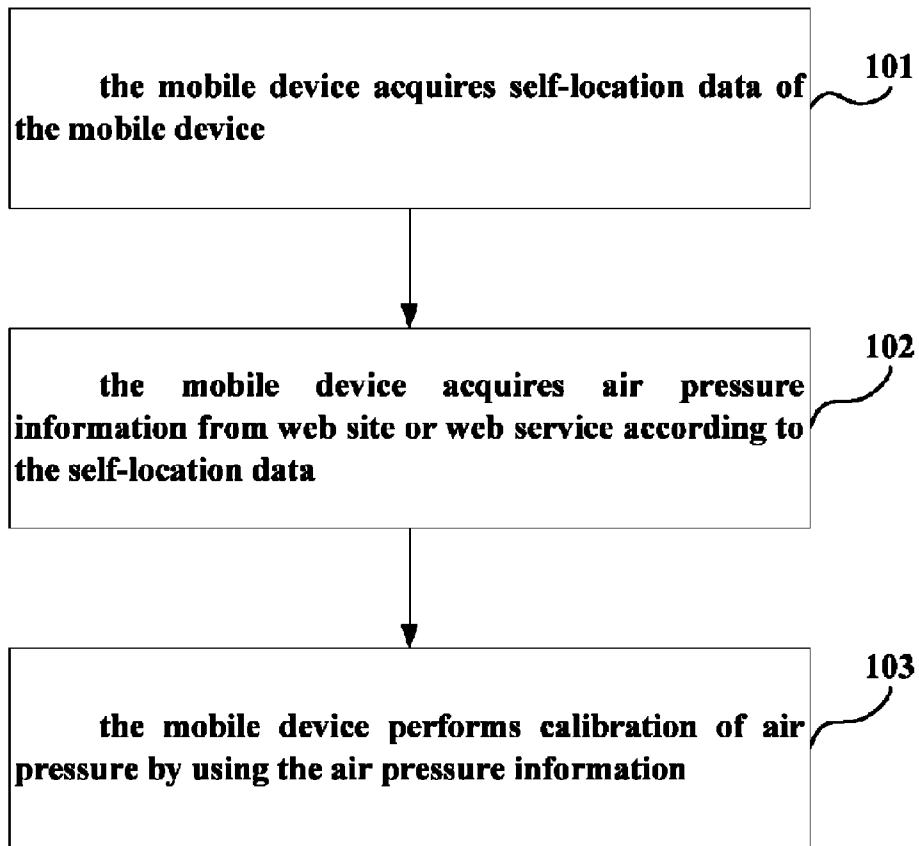 the mobile device acquires self-location data of
the mobile device
101
the mobile device acquires air pressure
information from web site or web service according to
the self-location data
102
the mobile device performs calibration of air
pressure by using the air pressure information
103